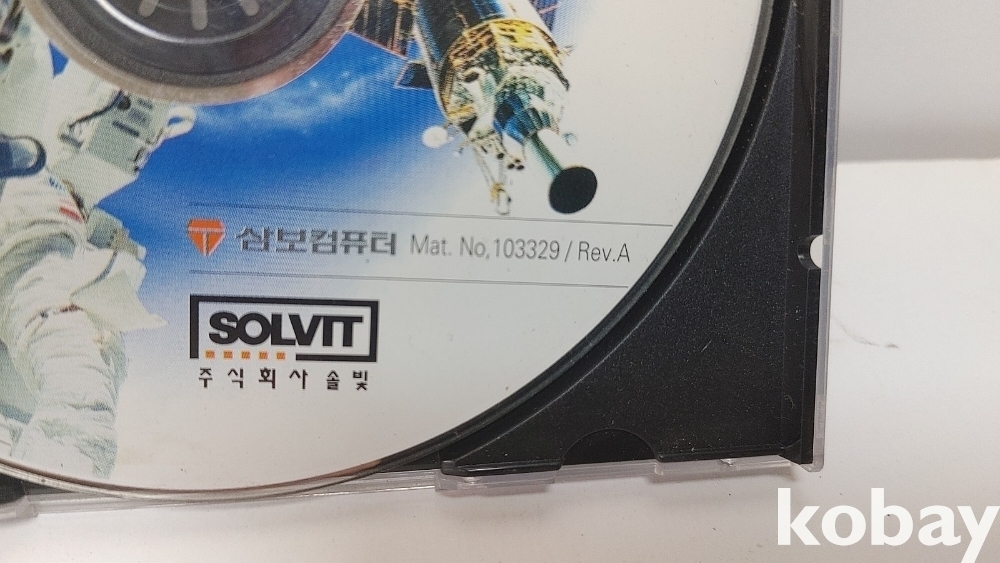 삼보컴퓨터 Mat. No,103329 / Rev.A
SOLVIT
주식회사 솔빛
kobay